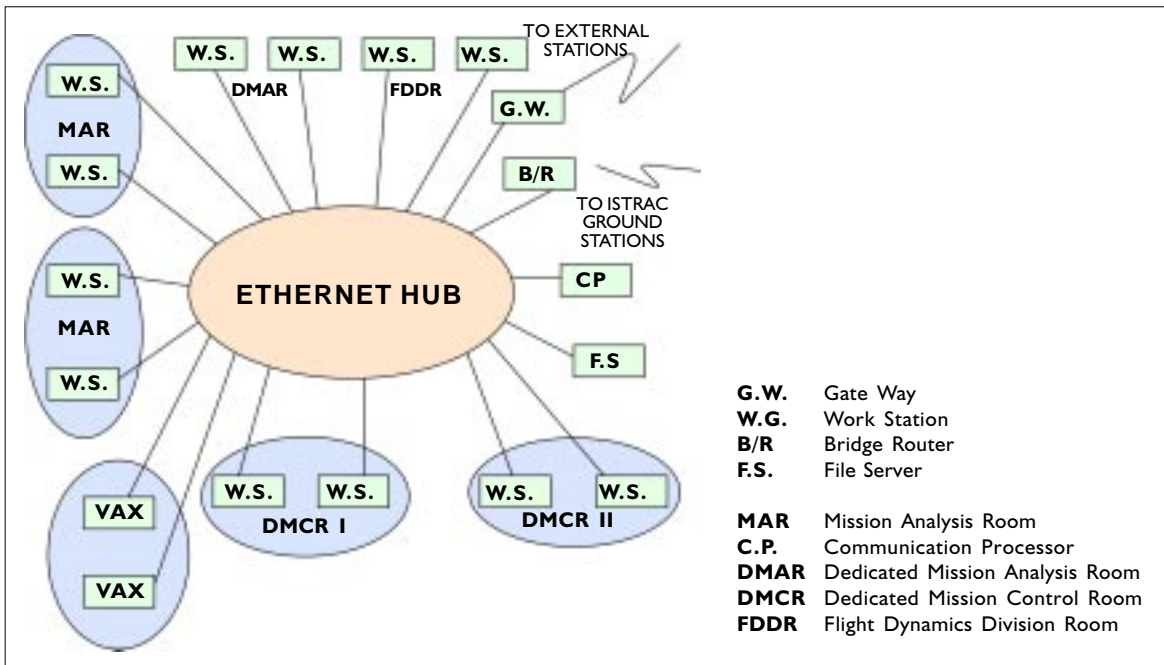 TO EXTERNAL
STATIONS
W.S. W.S. W.S. W.S.
DMAR FDDR
G.W.
W.S.
MAR
W.S.
B/R
TO ISTRAC
GROUND
STATIONS
W.S.
MAR
W.S.
ETHERNET HUB
CP
F.S
VAX
VAX
W.S. W.S.
DMCR I
W.S. W.S.
DMCR II
G.W. Gate Way
W.G. Work Station
B/R Bridge Router
F.S. File Server
MAR Mission Analysis Room
C.P. Communication Processor
DMAR Dedicated Mission Analysis Room
DMCR Dedicated Mission Control Room
FDDR Flight Dynamics Division Room